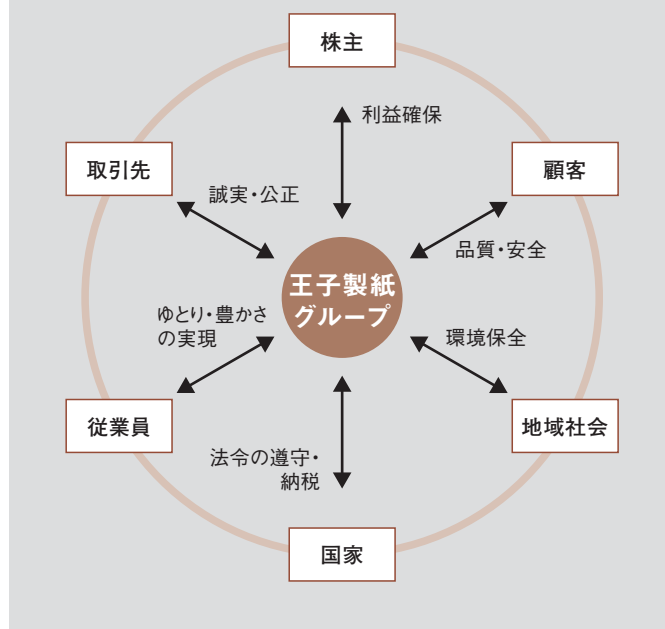 株主
利益確保
取引先
顧客
誠実・公正
品質・安全
王子製紙
グループ
ゆとり・豊かさ
の実現
環境保全
従業員
地域社会
法令の遵守・
納税
国家